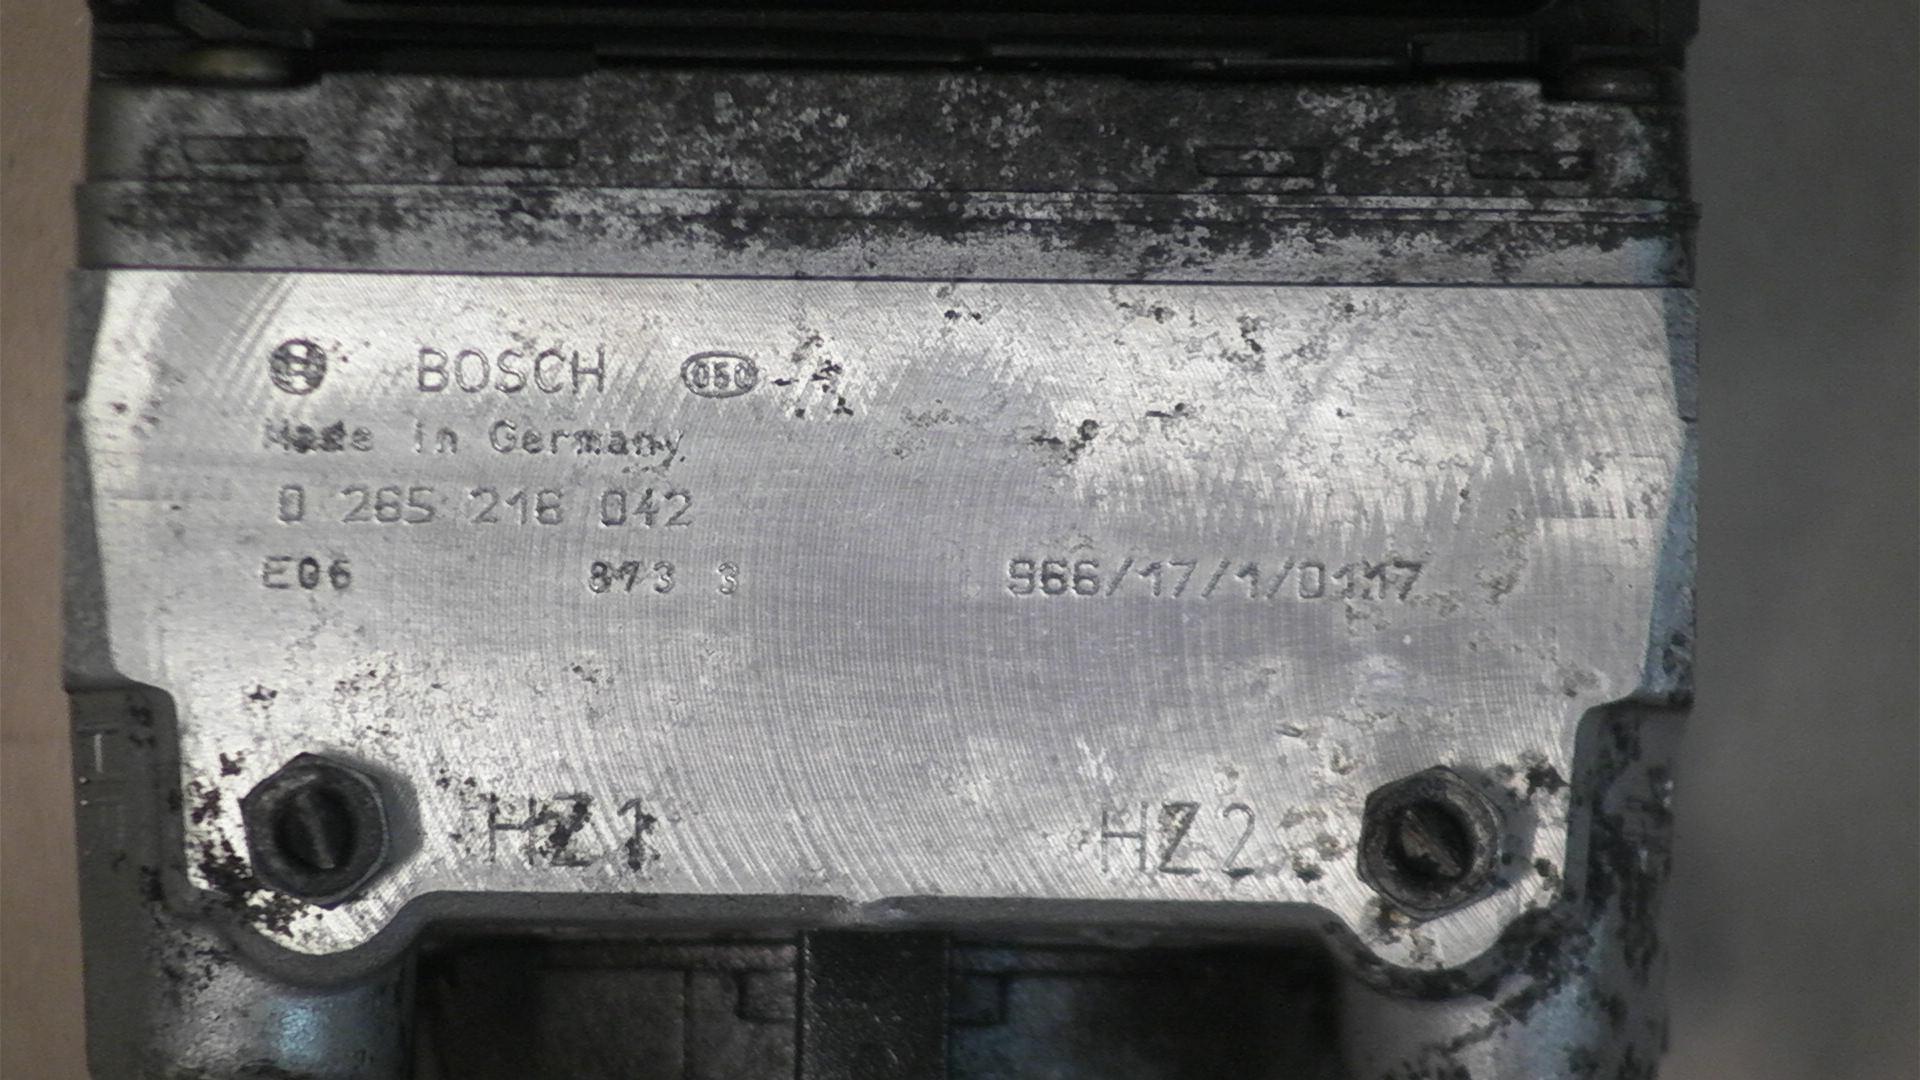 BOSCH 050
Made in Germany
0 265 216 042
E06 873 3 966/17/1/0117
HZ1 HZ2